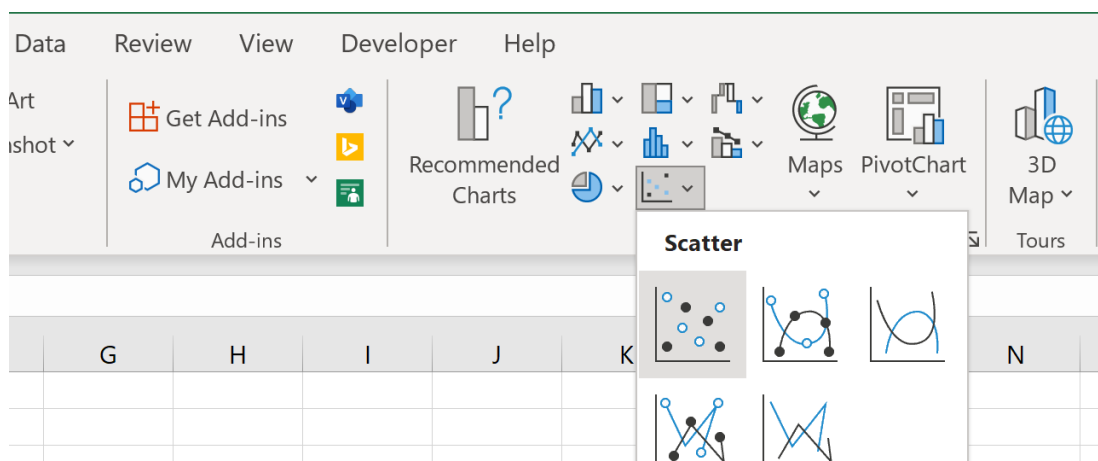 Data Review View Developer Help
Art
nshot
Get Add-ins
My Add-ins
Add-ins
Recommended
Charts
Maps
PivotChart
3D
Map
Tours
Scatter
G H I J K N